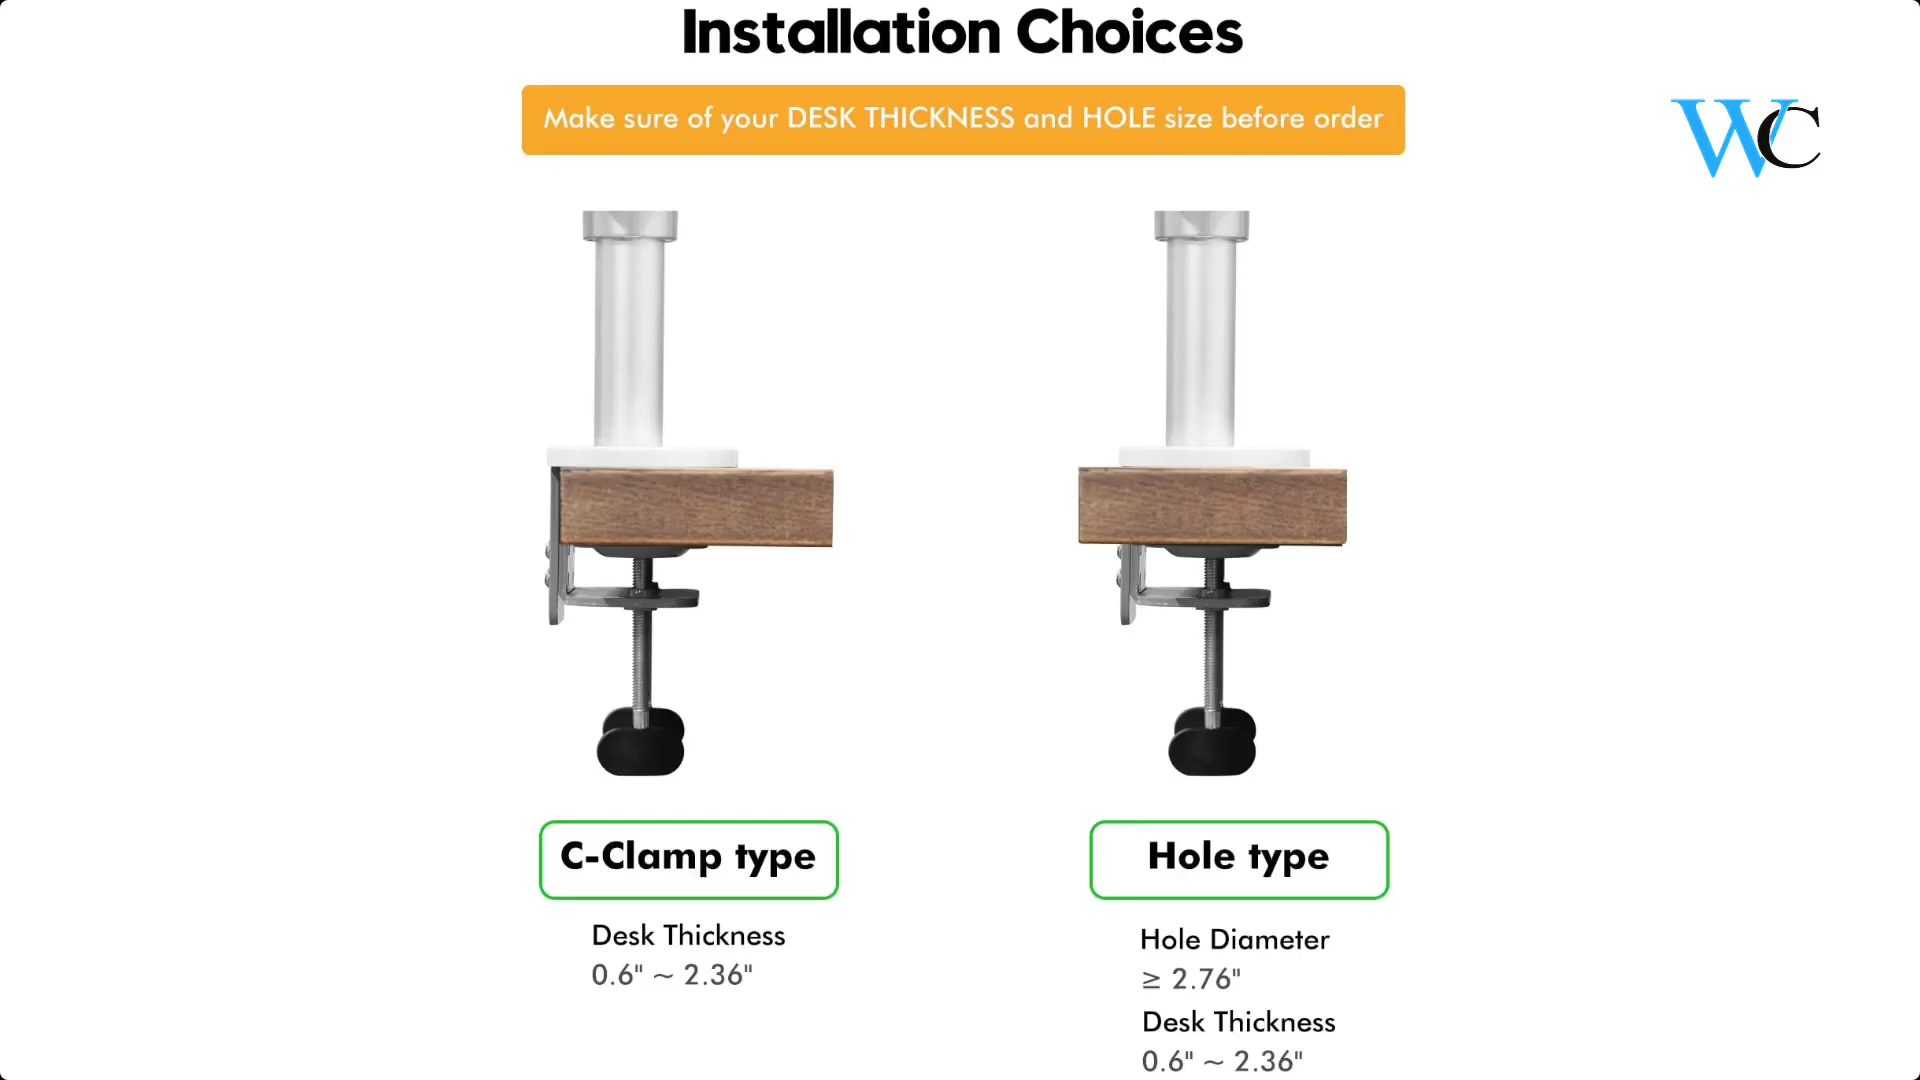 Installation Choices
Make sure of your DESK THICKNESS and HOLE size before order
WC
C-Clamp type
Hole type
Desk Thickness
0.6" ~ 2.36"
Hole Diameter
≥ 2.76"
Desk Thickness
0.6" ~ 2.36"